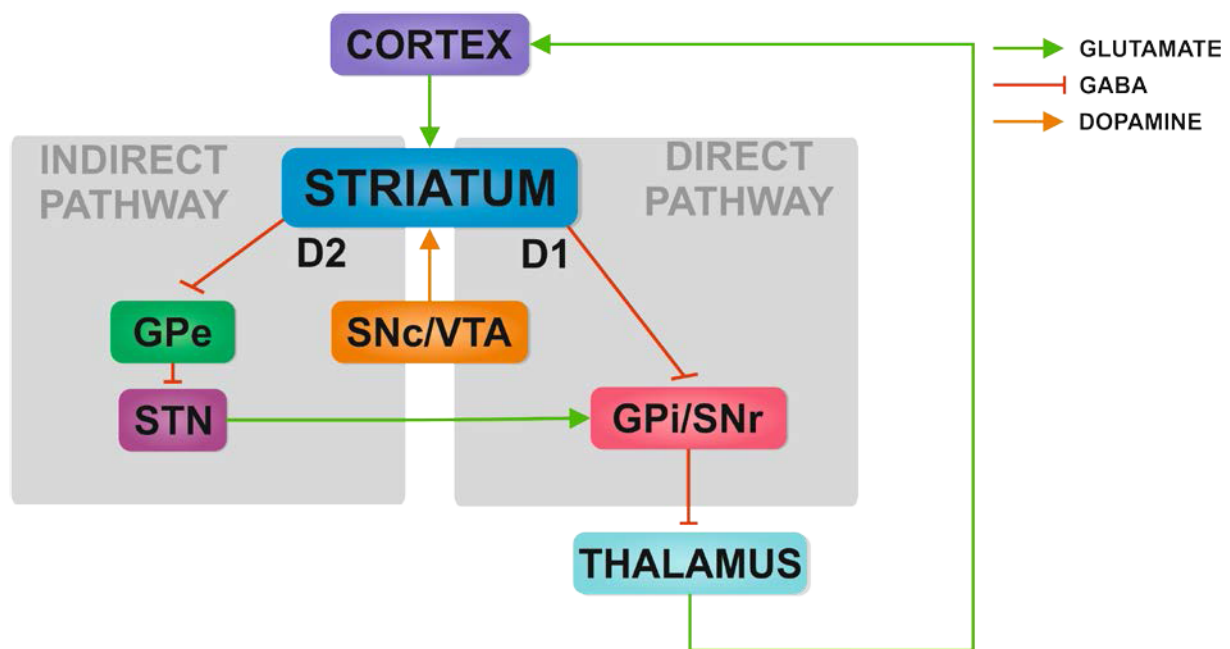 CORTEX
GLUTAMATE
GABA
DOPAMINE
INDIRECT
PATHWAY
DIRECT
PATHWAY
STRIATUM
D2
D1
GPe
SNc/VTA
STN
GPi/SNr
THALAMUS